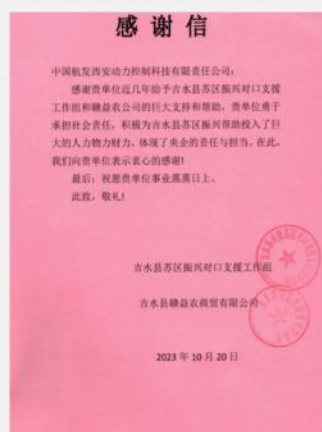 感谢信
中国航发西安动力控制科技有限责任公司：
感谢贵单位近几年给予吉水县苏区振兴对口支援
工作组和赣益农公司的巨大支持和帮助，贵单位勇于
承担社会责任，积极为吉水县苏区振兴帮助投入了巨
大的人力物力财力，体现了央企的责任与担当。在此，
我们向贵单位表示衷心的感谢！
最后：祝愿贵单位事业蒸蒸日上。
此致，敬礼！
吉水县苏区振兴对口支援工作组
吉水县赣益农商贸有限公司
2023 年 10 月 20 日